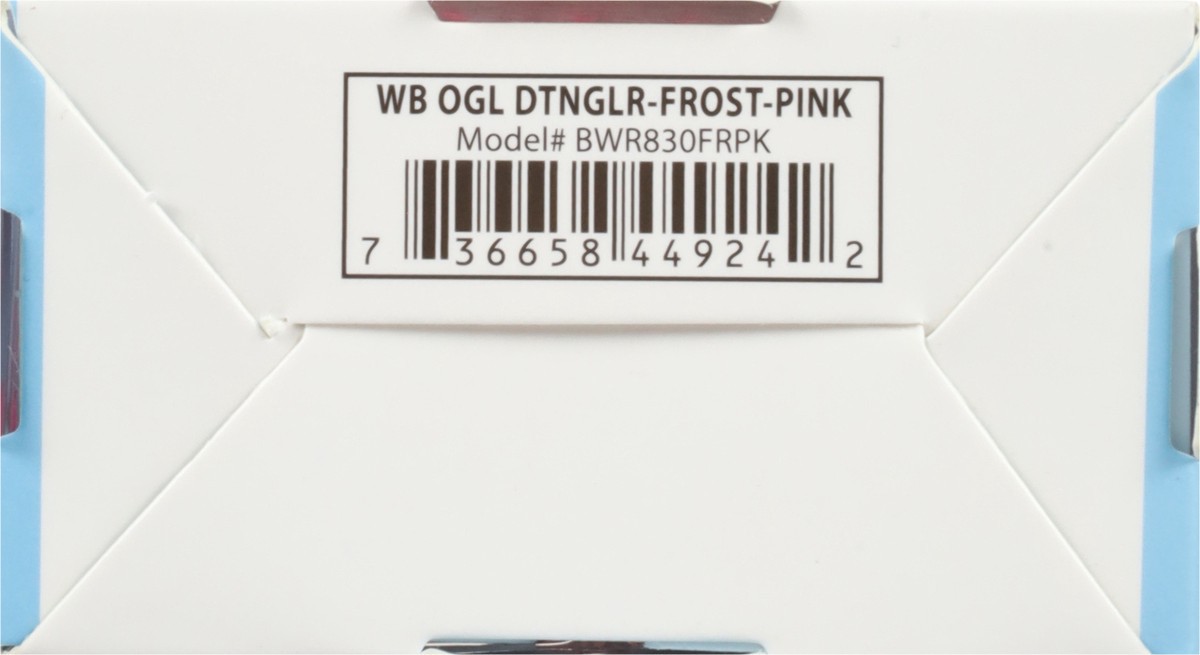 WB OGL DTNGLR-FROST-PINK
Model# BWR830FRPK
7 36658 44924 2